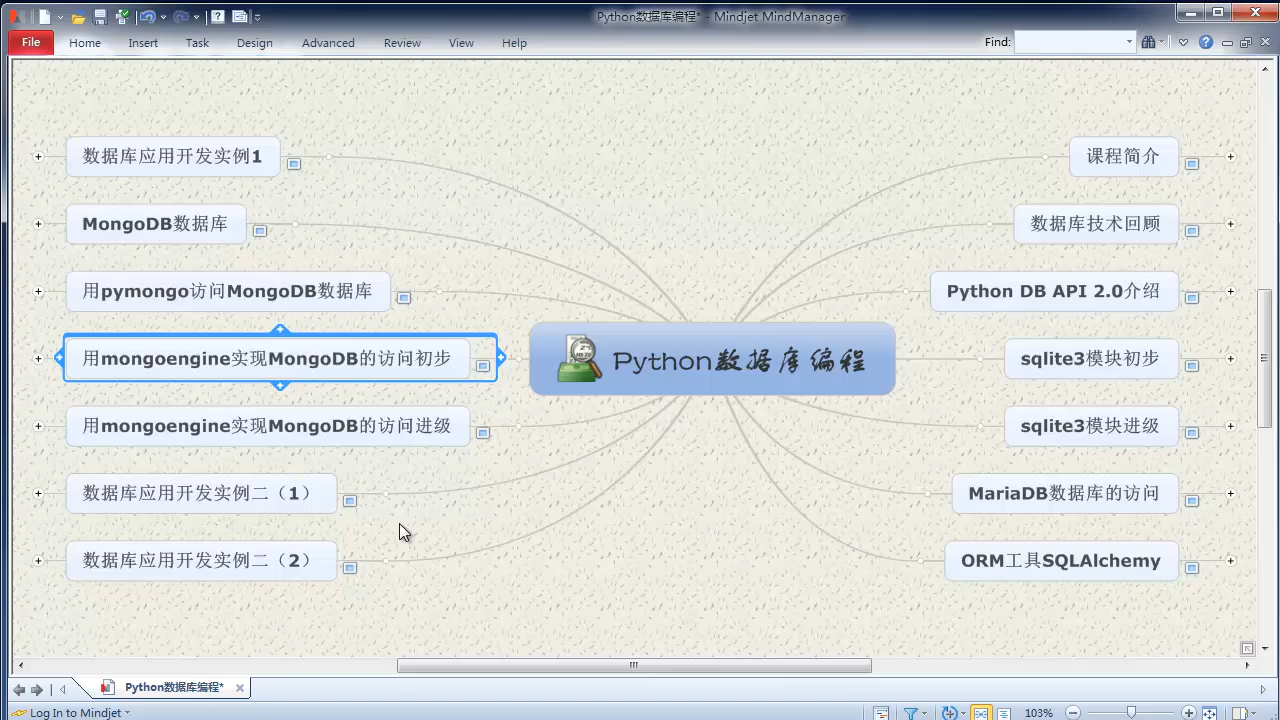 Python数据库编程* - Mindjet MindManager
File Home Insert Task Design Advanced Review View Help Find:
数据库应用开发实例1
MongoDB数据库
用pymongo访问MongoDB数据库
用mongoengine实现MongoDB的访问初步
用mongoengine实现MongoDB的访问进级
数据库应用开发实例二（1）
数据库应用开发实例二（2）
Python数据库编程
课程简介
数据库技术回顾
Python DB API 2.0介绍
sqlite3模块初步
sqlite3模块进级
MariaDB数据库的访问
ORM工具SQLAlchemy
Python数据库编程*
Log In to Mindjet 103%